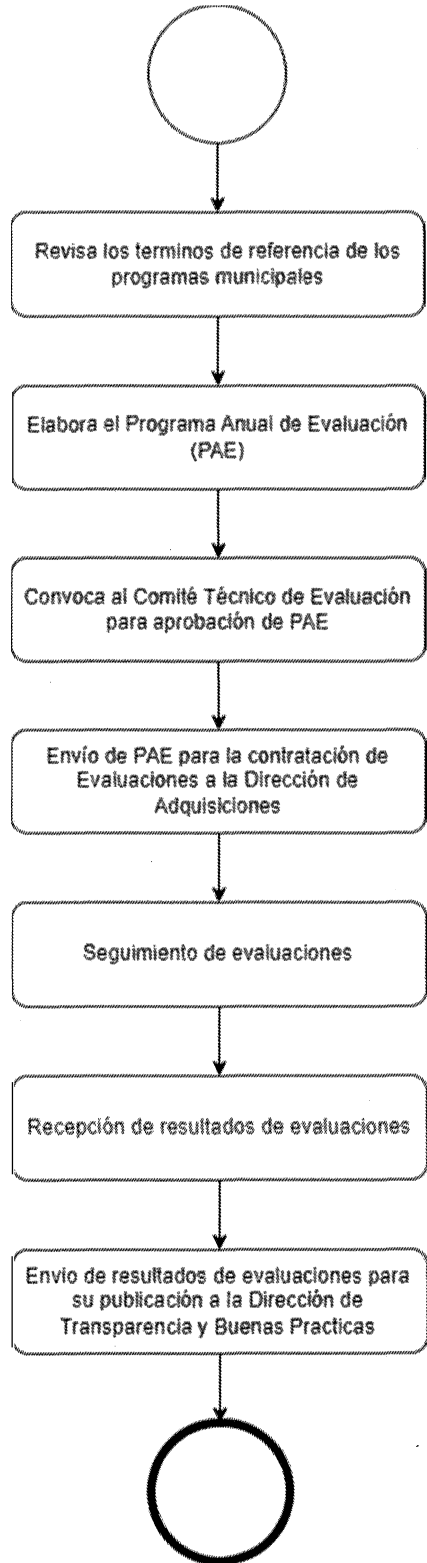 Revisa los terminos de referencia de los
programas municipales
Elabora el Programa Anual de Evaluación
(PAE)
Convoca al Comité Técnico de Evaluación
para aprobación de PAE
Envío de PAE para la contratación de
Evaluaciones a la Dirección de
Adquisiciones
Seguimiento de evaluaciones
Recepción de resultados de evaluaciones
Envio de resultados de evaluaciones para
su publicación a la Dirección de
Transparencia y Buenas Practicas